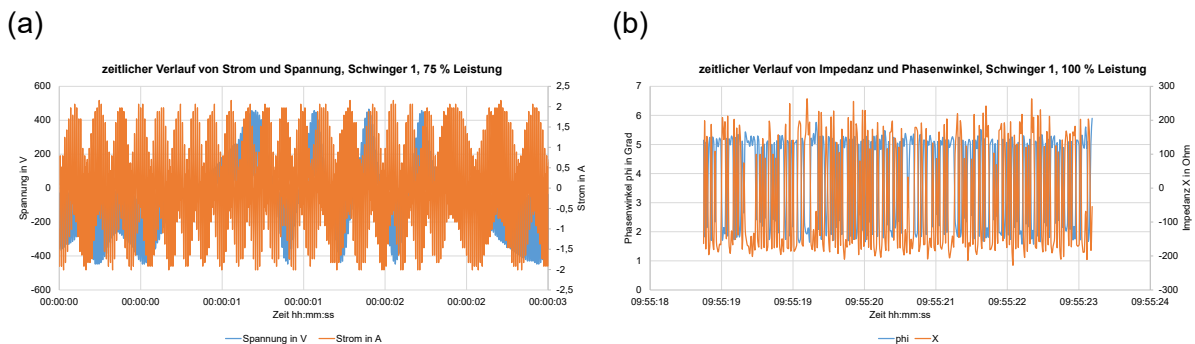 (a)
zeitlicher Verlauf von Strom und Spannung, Schwinger 1, 75 % Leistung
600
400
200
0
-200
-400
-600
Spannung in V
2,5
2
1,5
1
0,5
0
-0,5
-1
-1,5
-2
-2,5
Strom in A
00:00:00 00:00:00 00:00:01 00:00:01 00:00:02 00:00:02 00:00:03
Zeit hh:mm:ss
Spannung in V Strom in A
(b)
zeitlicher Verlauf von Impedanz und Phasenwinkel, Schwinger 1, 100 % Leistung
7
6
5
4
3
2
1
0
Phasenwinkel phi in Grad
300
200
100
0
-100
-200
-300
Impedanz X in Ohm
09:55:18 09:55:19 09:55:19 09:55:20 09:55:21 09:55:22 09:55:23 09:55:24
Zeit hh:mm:ss
phi X